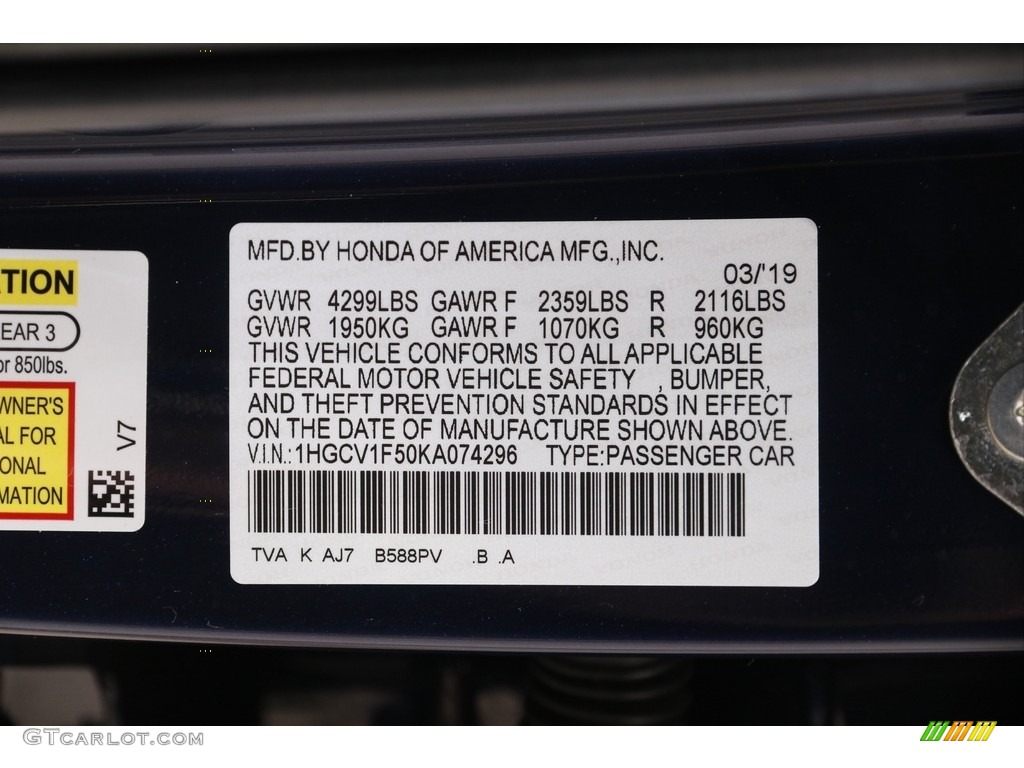 MFD.BY HONDA OF AMERICA MFG.,INC.
03/'19
GVWR 4299LBS GAWR F 2359LBS R 2116LBS
GVWR 1950KG GAWR F 1070KG R 960KG
THIS VEHICLE CONFORMS TO ALL APPLICABLE
FEDERAL MOTOR VEHICLE SAFETY , BUMPER,
AND THEFT PREVENTION STANDARDS IN EFFECT
ON THE DATE OF MANUFACTURE SHOWN ABOVE.
V.I.N.:1HGCV1F50KA074296 TYPE:PASSENGER CAR
TVA K AJ7 B588PV .B .A
TION
EAR 3
or 850lbs.
WNER'S
AL FOR
ONAL
MATION
V7
GTCARLOT.COM